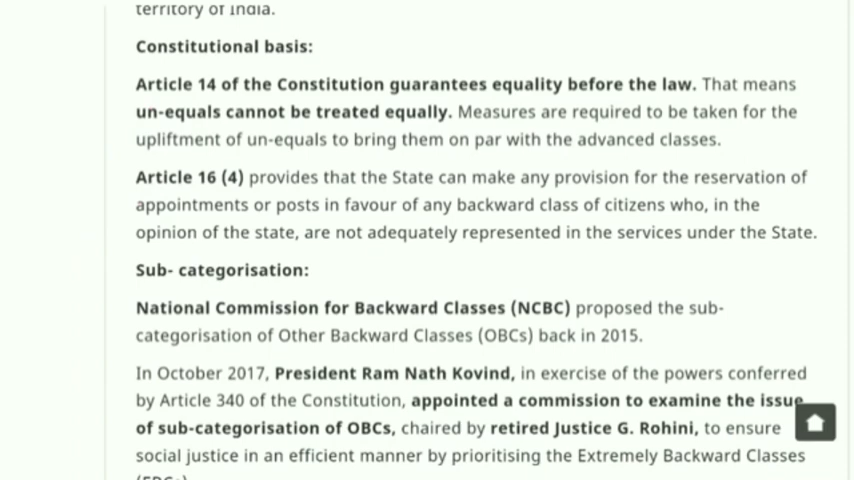 territory of India.
Constitutional basis:
Article 14 of the Constitution guarantees equality before the law. That means
un-equals cannot be treated equally. Measures are required to be taken for the
upliftment of un-equals to bring them on par with the advanced classes.
Article 16 (4) provides that the State can make any provision for the reservation of
appointments or posts in favour of any backward class of citizens who, in the
opinion of the state, are not adequately represented in the services under the State.
Sub- categorisation:
National Commission for Backward Classes (NCBC) proposed the sub-
categorisation of Other Backward Classes (OBCs) back in 2015.
In October 2017, President Ram Nath Kovind, in exercise of the powers conferred
by Article 340 of the Constitution, appointed a commission to examine the issue
of sub-categorisation of OBCs, chaired by retired Justice G. Rohini, to ensure
social justice in an efficient manner by prioritising the Extremely Backward Classes